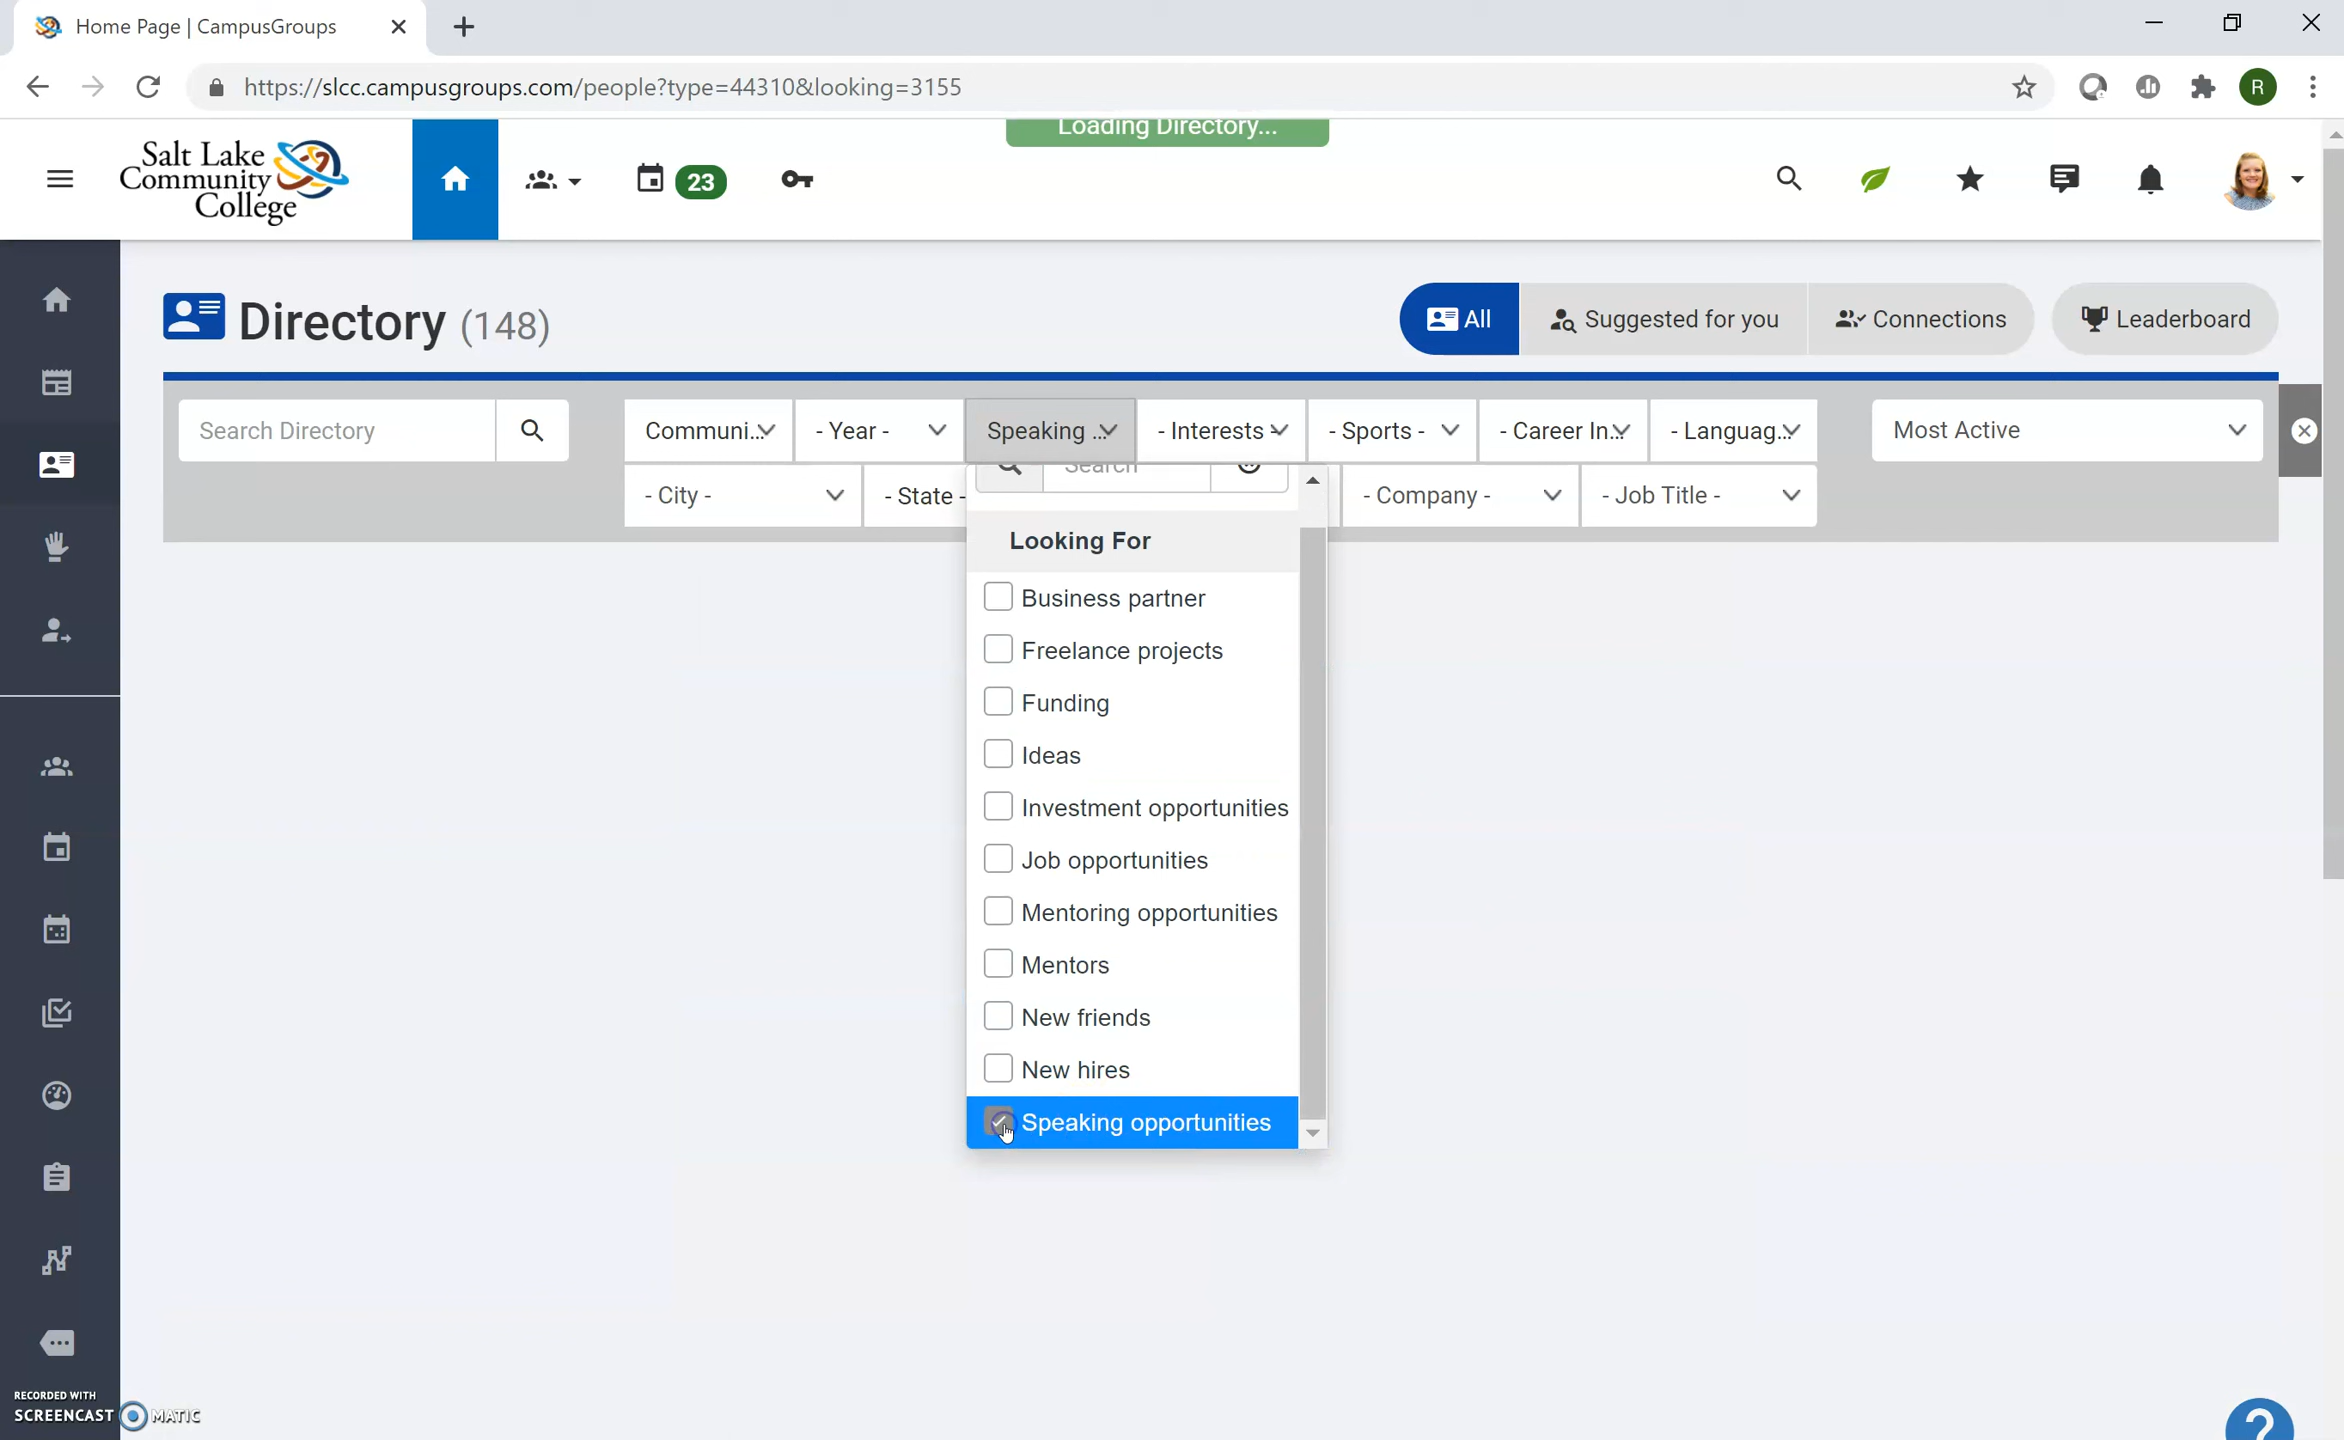 Home Page | CampusGroups
https://slcc.campusgroups.com/people?type=44310&looking=3155
R
Loading Directory...
Salt Lake
Community
College
23
Directory (148)
All
Suggested for you
Connections
Leaderboard
Search Directory
Communi...
- Year -
Speaking ...
- Interests -
- Sports -
- Career In...
- Languag...
Most Active
- City -
- State -
- Company -
- Job Title -
Search
Looking For
Business partner
Freelance projects
Funding
Ideas
Investment opportunities
Job opportunities
Mentoring opportunities
Mentors
New friends
New hires
Speaking opportunities
RECORDED WITH
SCREENCAST MATIC
?